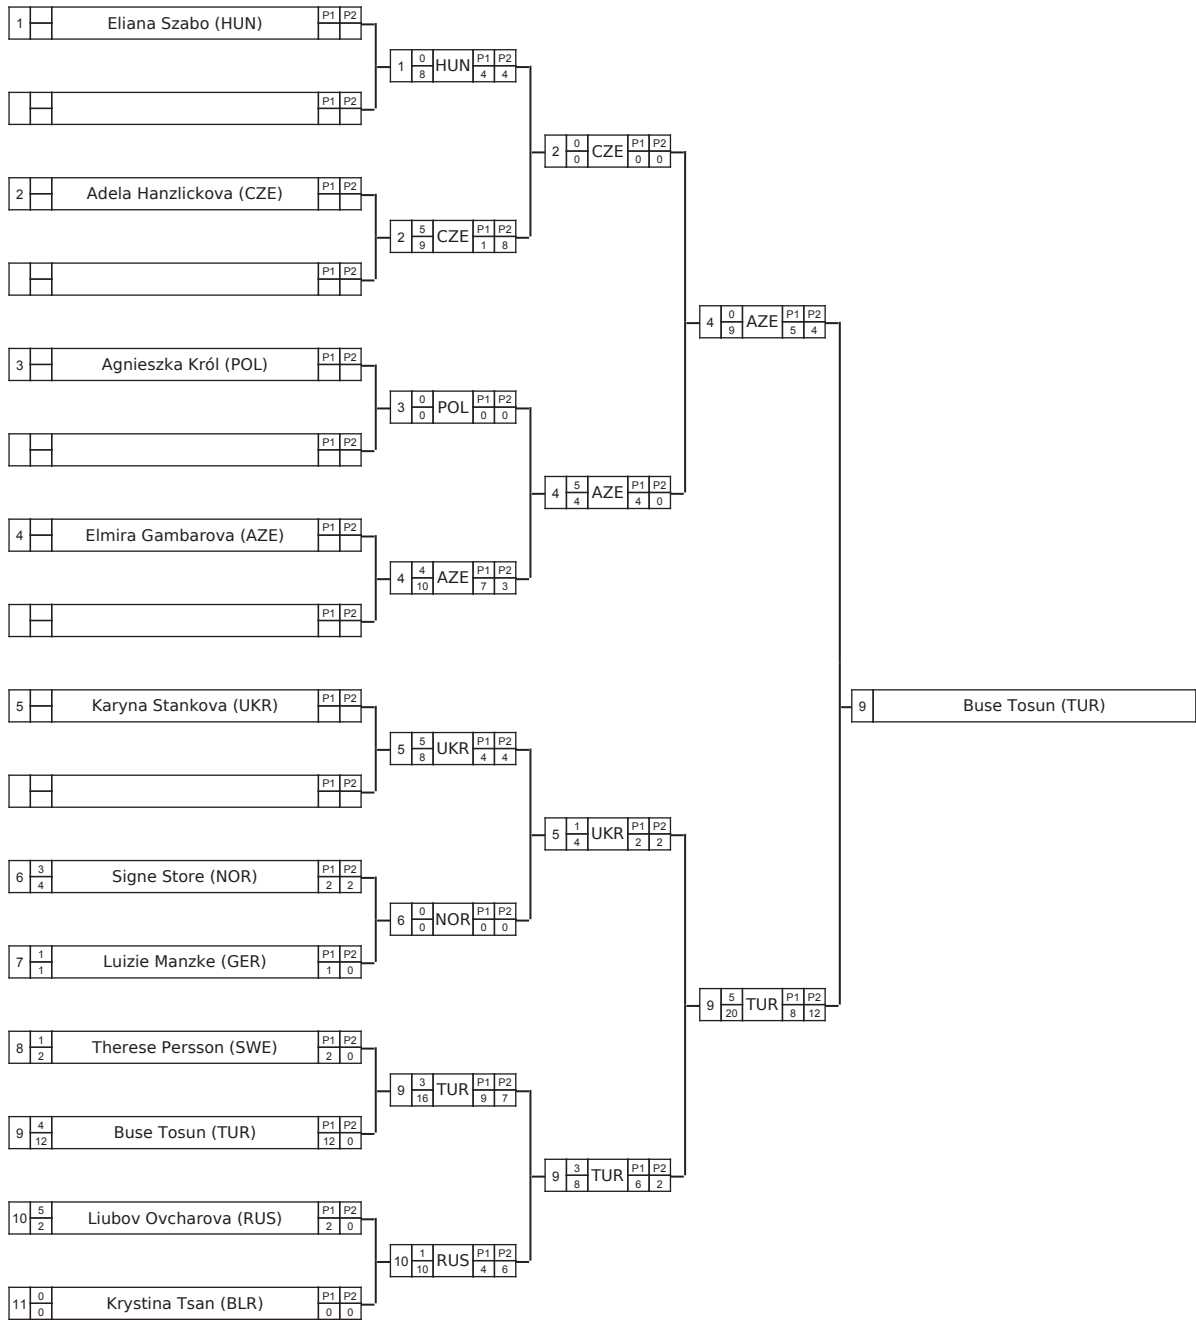 1 Eliana Szabo (HUN) P1 P2
1 0 8 HUN P1 P2 4 4
P1 P2
2 0 0 CZE P1 P2 0 0
2 Adela Hanzlickova (CZE) P1 P2
2 5 9 CZE P1 P2 1 8
P1 P2
4 0 9 AZE P1 P2 5 4
3 Agnieszka Król (POL) P1 P2
3 0 0 POL P1 P2 0 0
P1 P2
4 5 4 AZE P1 P2 4 0
4 Elmira Gambarova (AZE) P1 P2
4 4 10 AZE P1 P2 7 3
P1 P2
5 Karyna Stankova (UKR) P1 P2
9 Buse Tosun (TUR)
5 5 8 UKR P1 P2 4 4
P1 P2
5 1 4 UKR P1 P2 2 2
6 3 4 Signe Store (NOR) P1 P2 2 2
6 0 0 NOR P1 P2 0 0
7 1 1 Luizie Manzke (GER) P1 P2 1 0
9 5 20 TUR P1 P2 8 12
8 1 2 Therese Persson (SWE) P1 P2 2 0
9 3 16 TUR P1 P2 9 7
9 4 12 Buse Tosun (TUR) P1 P2 12 0
9 3 8 TUR P1 P2 6 2
10 5 2 Liubov Ovcharova (RUS) P1 P2 2 0
10 1 10 RUS P1 P2 4 6
11 0 0 Krystina Tsan (BLR) P1 P2 0 0